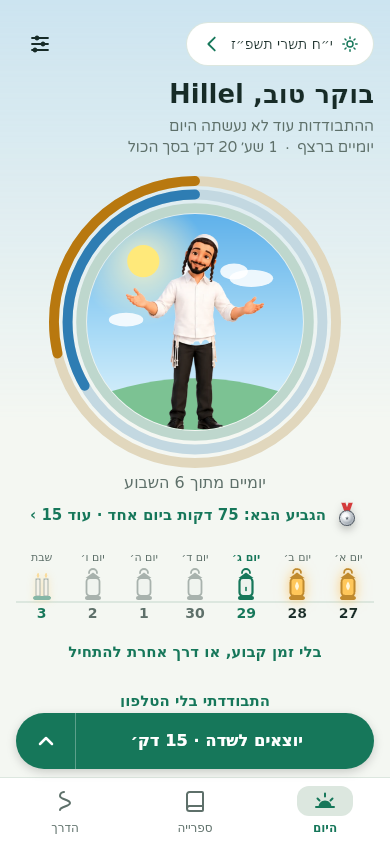 י״ח תשרי תשפ״ז
בוקר טוב, Hillel
ההתבודדות עוד לא נעשתה היום
יומיים ברצף · 1 שע׳ 20 דק׳ בסך הכול
יומיים מתוך 6 השבוע
הגביע הבא: 75 דקות ביום אחד · עוד 15 ›
יום א׳ יום ב׳ יום ג׳ יום ד׳ יום ה׳ יום ו׳ שבת
27 28 29 30 1 2 3
בלי זמן קבוע, או דרך אחרת להתחיל
התבודדתי בלי הטלפון
יוצאים לשדה · 15 דק׳
היום ספרייה הדרך